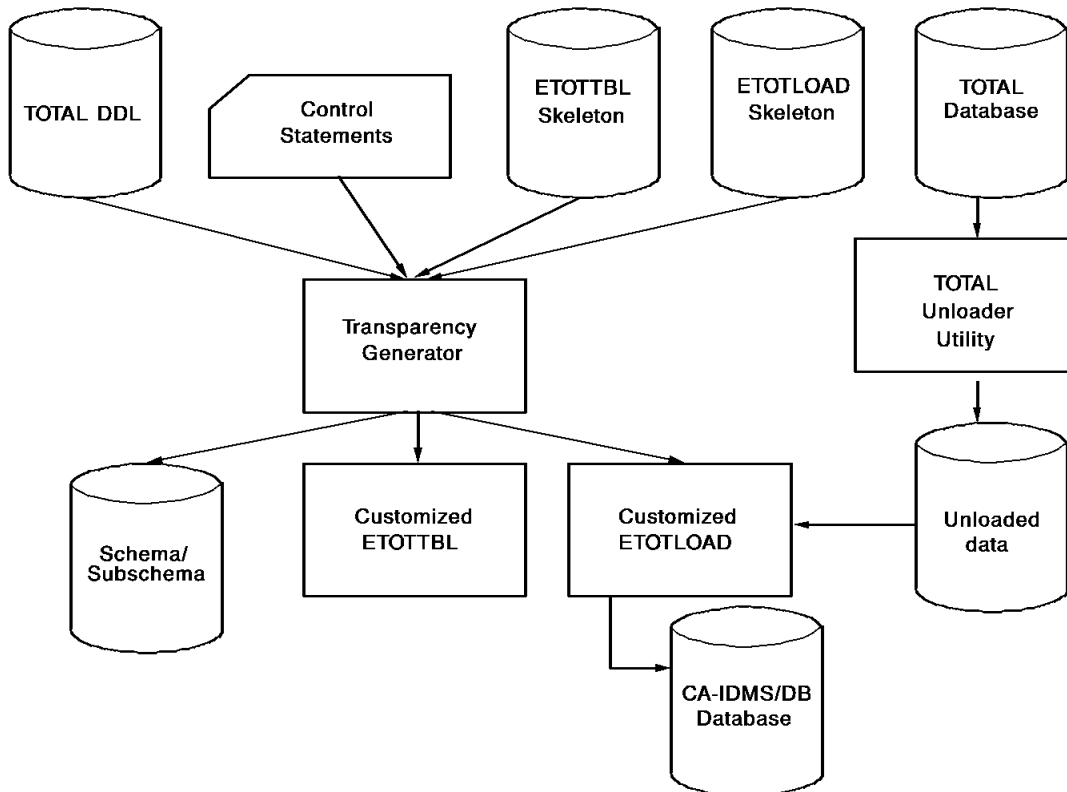 TOTAL DDL
Control
Statements
ETOTTBL
Skeleton
ETOTLOAD
Skeleton
TOTAL
Database
Transparency
Generator
TOTAL
Unloader
Utility
Schema/
Subschema
Customized
ETOTTBL
Customized
ETOTLOAD
Unloaded
data
CA-IDMS/DB
Database